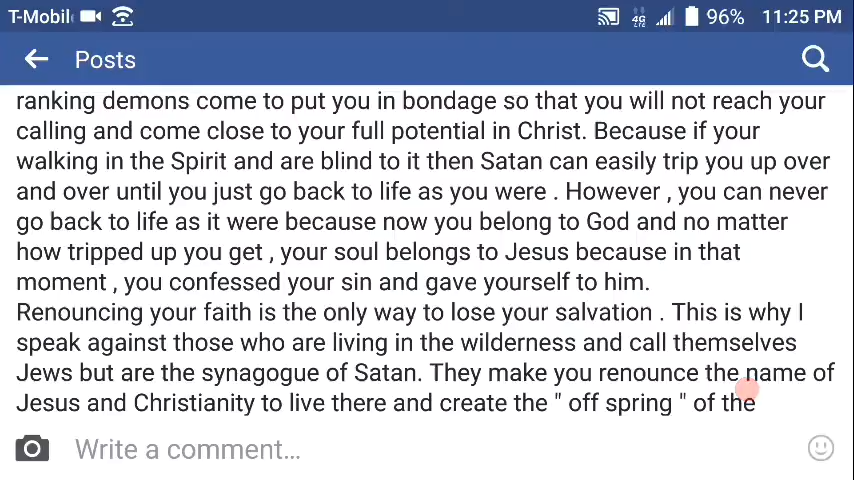 T-Mobil 4G LTE 96% 11:25 PM
Posts
ranking demons come to put you in bondage so that you will not reach your
calling and come close to your full potential in Christ. Because if your
walking in the Spirit and are blind to it then Satan can easily trip you up over
and over until you just go back to life as you were . However , you can never
go back to life as it were because now you belong to God and no matter
how tripped up you get , your soul belongs to Jesus because in that
moment , you confessed your sin and gave yourself to him.
Renouncing your faith is the only way to lose your salvation . This is why I
speak against those who are living in the wilderness and call themselves
Jews but are the synagogue of Satan. They make you renounce the name of
Jesus and Christianity to live there and create the " off spring " of the
Write a comment...